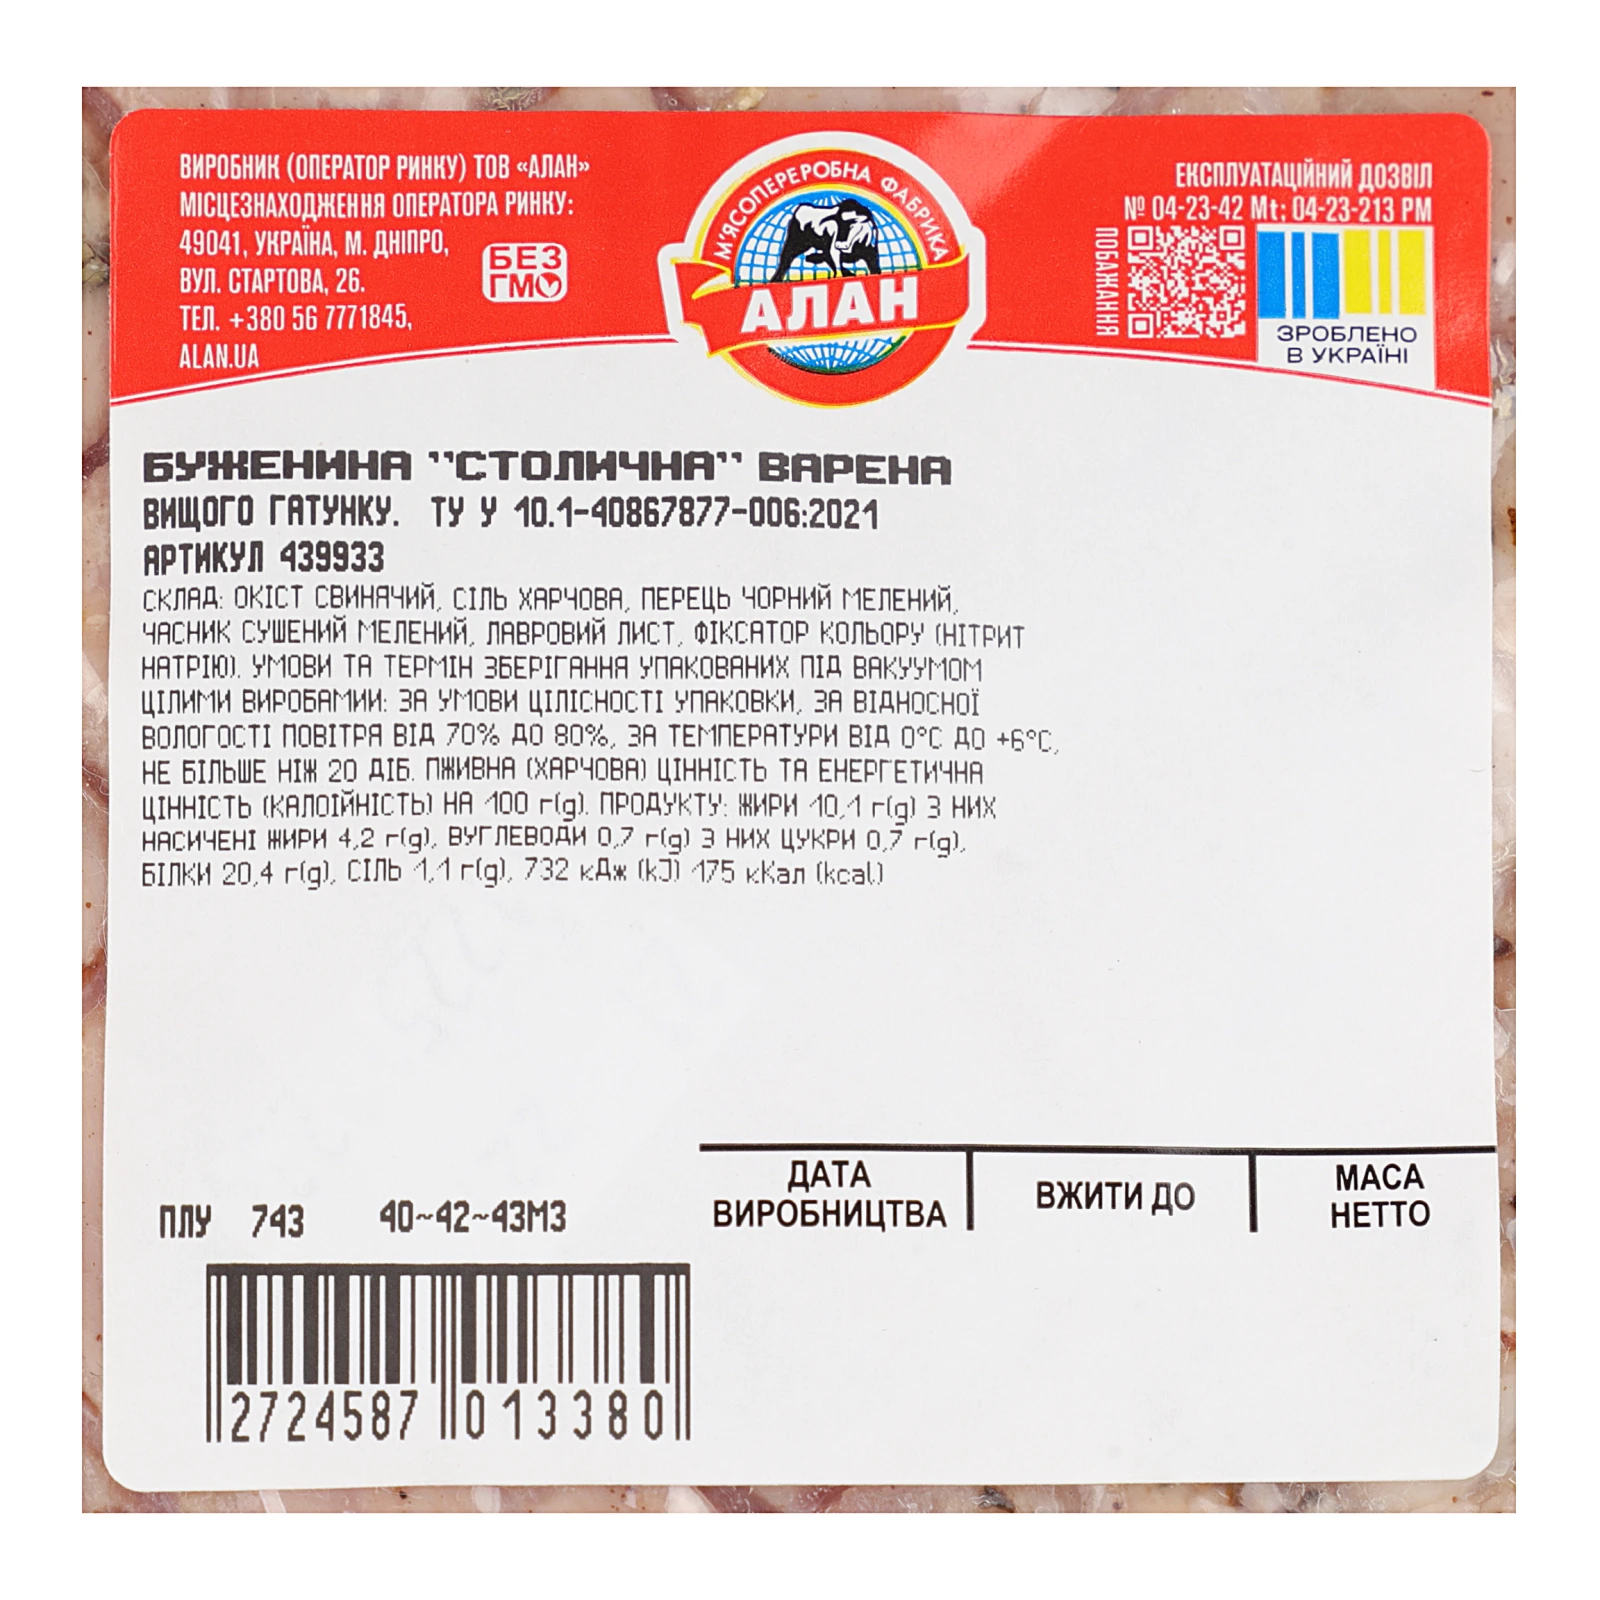 ВИРОБНИК (ОПЕРАТОР РИНКУ) ТОВ «АЛАН»
МІСЦЕЗНАХОДЖЕННЯ ОПЕРАТОРА РИНКУ:
49041, УКРАЇНА, М. ДНІПРО,
ВУЛ. СТАРТОВА, 26.
ТЕЛ. +380 56 7771845,
ALAN.UA
БЕЗ
ГМО
М'ЯСОПЕРЕРОБНА ФАБРИКА
АЛАН
ЕКСПЛУАТАЦІЙНИЙ ДОЗВІЛ
№ 04-23-42 Mt; 04-23-213 PM
ПОБАЖАННЯ
ЗРОБЛЕНО
В УКРАЇНІ
БУЖЕНИНА "СТОЛИЧНА" ВАРЕНА
ВИЩОГО ГАТУНКУ. ТУ У 10.1-40867877-006:2021
АРТИКУЛ 439933
СКЛАД: ОКІСТ СВИНЯЧИЙ, СІЛЬ ХАРЧОВА, ПЕРЕЦЬ ЧОРНИЙ МЕЛЕНИЙ,
ЧАСНИК СУШЕНИЙ МЕЛЕНИЙ, ЛАВРОВИЙ ЛИСТ, ФІКСАТОР КОЛЬОРУ (НІТРИТ
НАТРІЮ). УМОВИ ТА ТЕРМІН ЗБЕРІГАННЯ УПАКОВАНИХ ПІД ВАКУУМОМ
ЦІЛИМИ ВИРОБАМИИ: ЗА УМОВИ ЦІЛІСНОСТІ УПАКОВКИ, ЗА ВІДНОСНОЇ
ВОЛОГОСТІ ПОВІТРЯ ВІД 70% ДО 80%, ЗА ТЕМПЕРАТУРИ ВІД 0°C ДО +6°C,
НЕ БІЛЬШЕ НІЖ 20 ДІБ. ПЖИВНА (ХАРЧОВА) ЦІННІСТЬ ТА ЕНЕРГЕТИЧНА
ЦІННІСТЬ (КАЛОІЙНІСТЬ) НА 100 г(g). ПРОДУКТУ: ЖИРИ 10,1 г(g) З НИХ
НАСИЧЕНІ ЖИРИ 4,2 г(g), ВУГЛЕВОДИ 0,7 г(g) З НИХ ЦУКРИ 0,7 г(g),
БІЛКИ 20,4 г(g), СІЛЬ 1,1 г(g), 732 кДж (kJ) 175 кКал (kcal)
ДАТА
ВИРОБНИЦТВА
ВЖИТИ ДО
МАСА
НЕТТО
ПЛУ 743 40~42~43МЗ
2724587 013380